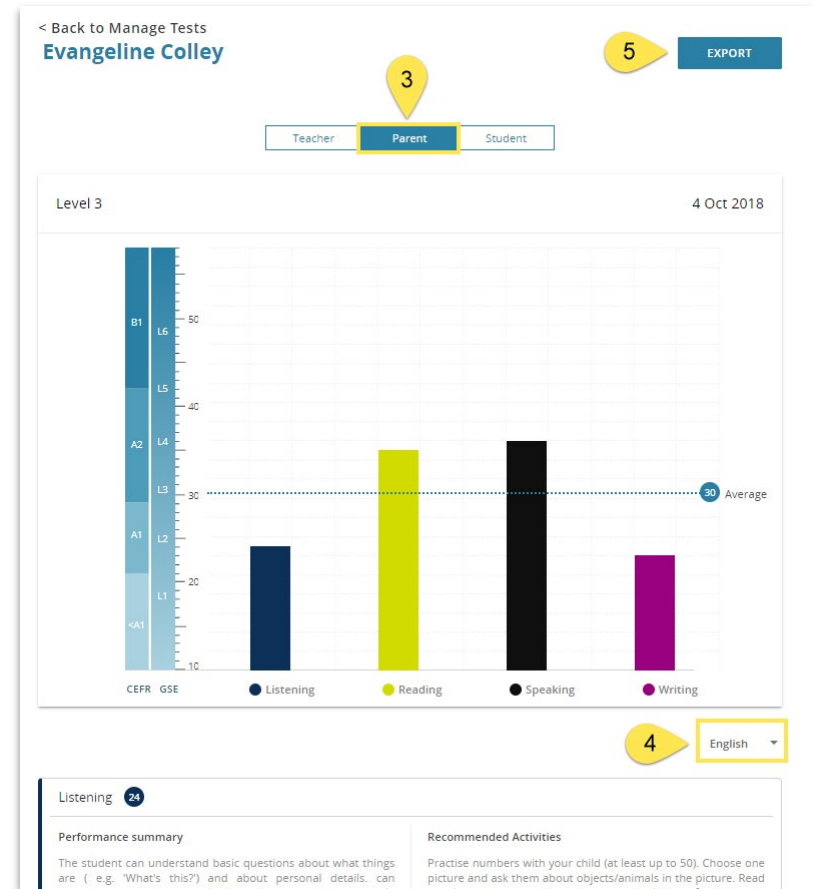 < Back to Manage Tests
Evangeline Colley
5
EXPORT
3
Teacher Parent Student
Level 3 4 Oct 2018
B1
L6
50
L5
40
A2
L4
L3
30
30 Average
A1
L2
20
L1
<A1
10
CEFR GSE Listening Reading Speaking Writing
4
English
Listening 24
Performance summary
The student can understand basic questions about what things
are ( e.g. 'What's this?') and about personal details. can
Recommended Activities
Practise numbers with your child (at least up to 50). Choose one
picture and ask them about objects/animals in the picture. Read